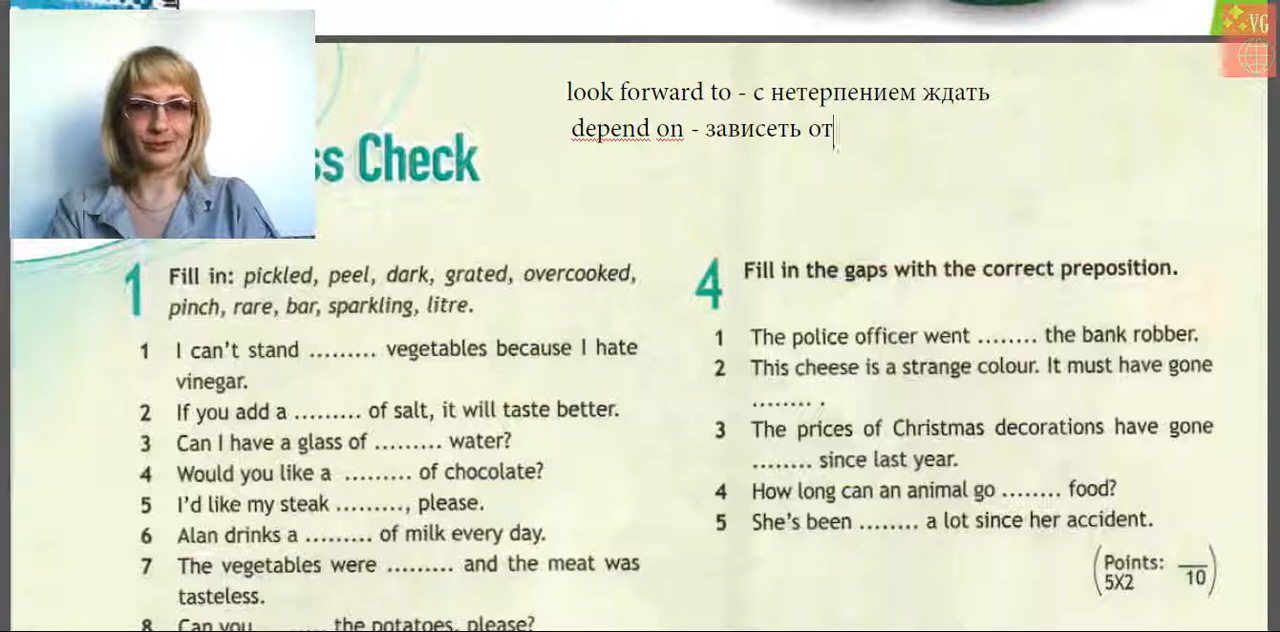 VG
look forward to - с нетерпением ждать
depend on - зависеть от
ss Check
1 Fill in: pickled, peel, dark, grated, overcooked,
pinch, rare, bar, sparkling, litre.
1 I can't stand ......... vegetables because I hate
vinegar.
2 If you add a ......... of salt, it will taste better.
3 Can I have a glass of ......... water?
4 Would you like a ......... of chocolate?
5 I'd like my steak ........., please.
6 Alan drinks a ......... of milk every day.
7 The vegetables were ......... and the meat was
tasteless.
8 Can you ......... the potatoes, please?
4 Fill in the gaps with the correct preposition.
1 The police officer went ........ the bank robber.
2 This cheese is a strange colour. It must have gone
........ .
3 The prices of Christmas decorations have gone
........ since last year.
4 How long can an animal go ........ food?
5 She's been ........ a lot since her accident.
Points:
5X2 10